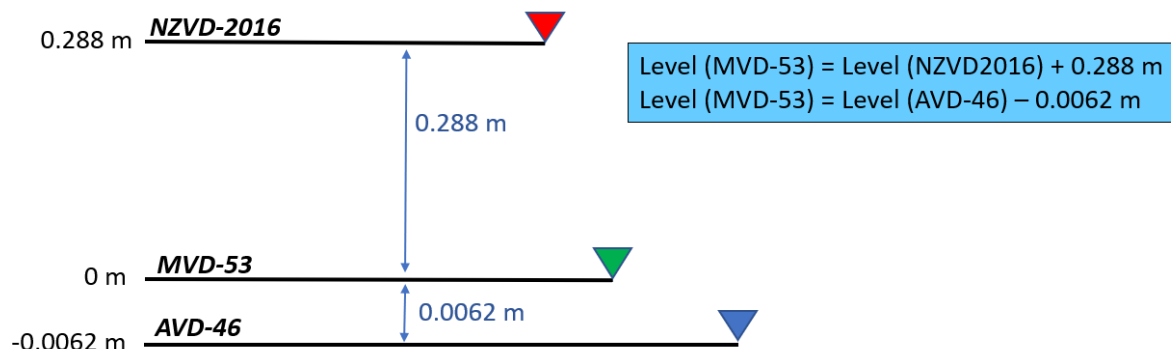 NZVD-2016
0.288 m
Level (MVD-53) = Level (NZVD2016) + 0.288 m
Level (MVD-53) = Level (AVD-46) – 0.0062 m
0.288 m
MVD-53
0 m
0.0062 m
AVD-46
-0.0062 m